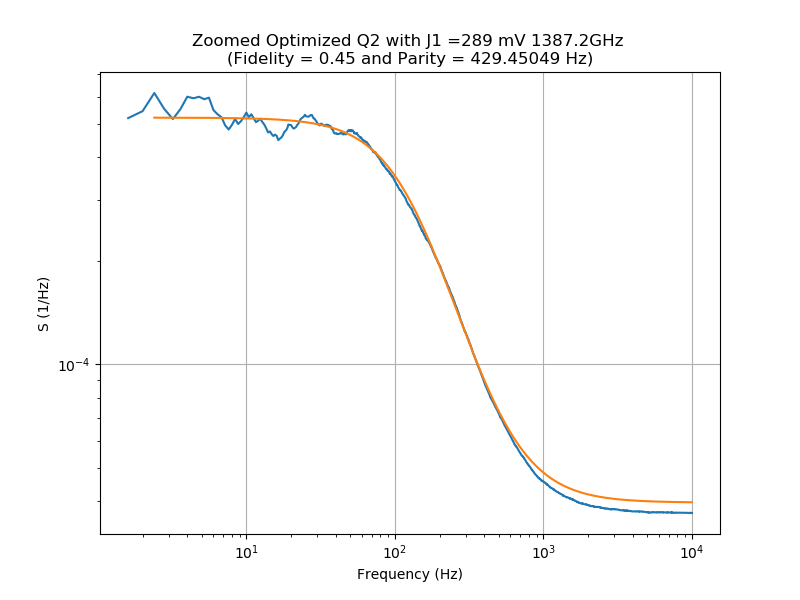 Zoomed Optimized Q2 with J1 =289 mV 1387.2GHz
(Fidelity = 0.45 and Parity = 429.45049 Hz)
S (1/Hz)
10⁻⁴
10¹ 10² 10³ 10⁴
Frequency (Hz)